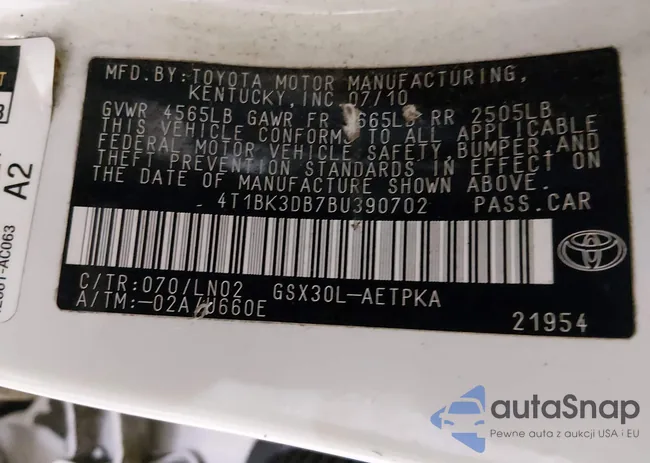 MFD. BY: TOYOTA MOTOR MANUFACTURING,
KENTUCKY, INC. 07/10
GVWR 4565LB GAWR FR 665LB RR 2505LB
THIS VEHICLE CONFORMS TO ALL APPLICABLE
FEDERAL MOTOR VEHICLE SAFETY, BUMPER, AND
THEFT PREVENTION STANDARDS IN EFFECT ON
THE DATE OF MANUFACTURE SHOWN ABOVE.
4T1BK3DB7BU390702 PASS.CAR
C/TR:070/LN02 GSX30L-AETPKA
A/TM:-02A/U660E
21954
A2
-AC063
autaSnap
Pewne auta z aukcji USA i EU